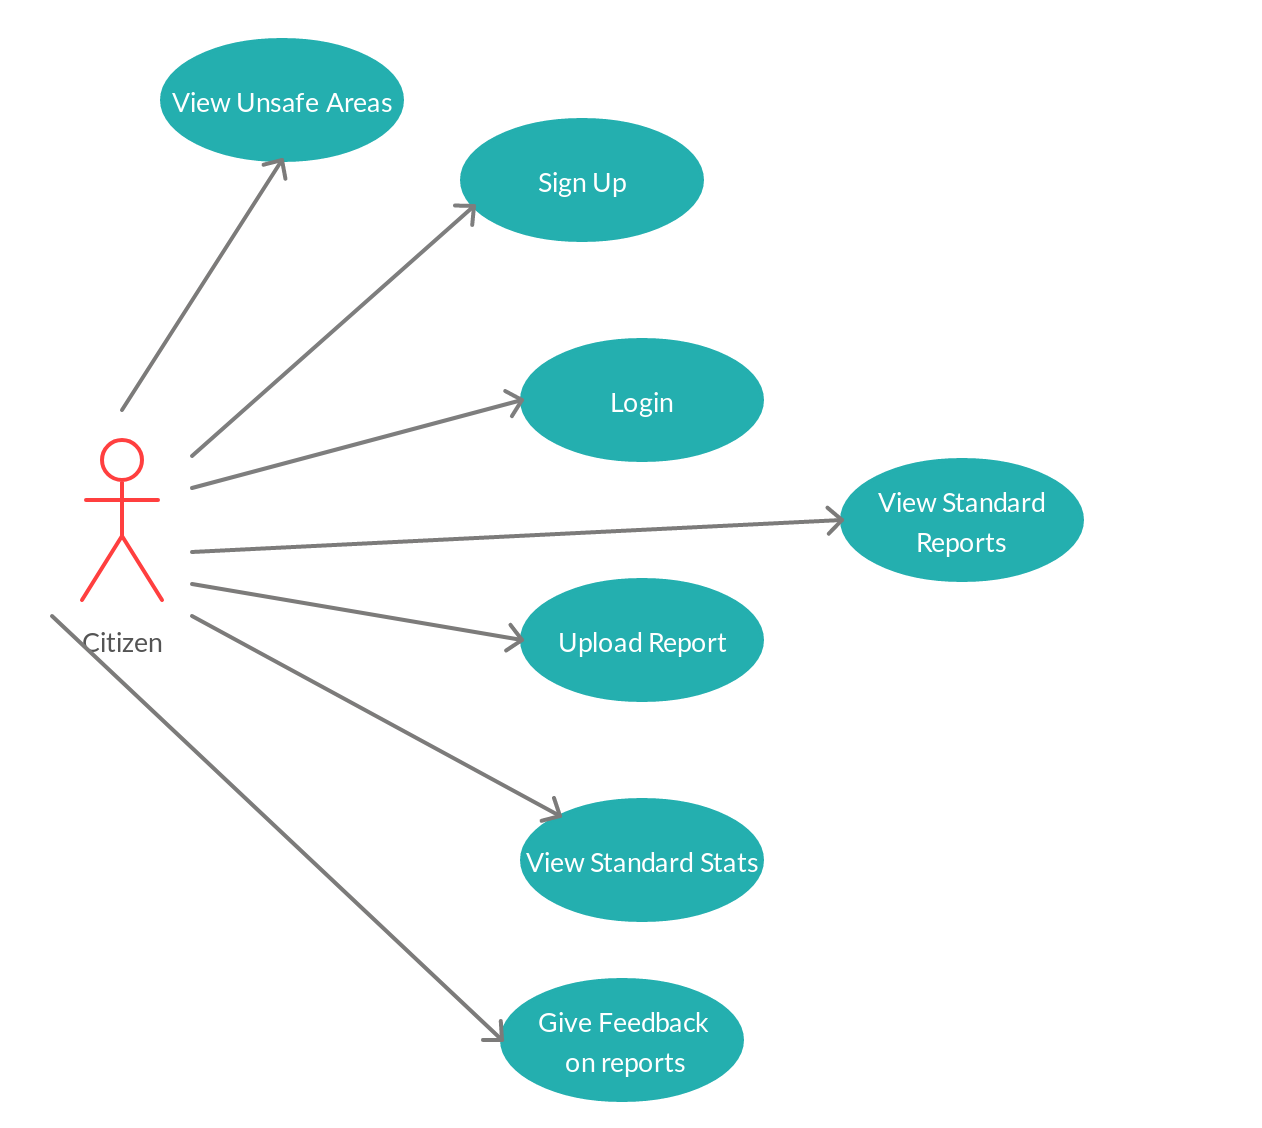 View Unsafe Areas
Sign Up
Login
View Standard
Reports
Citizen
Upload Report
View Standard Stats
Give Feedback
on reports